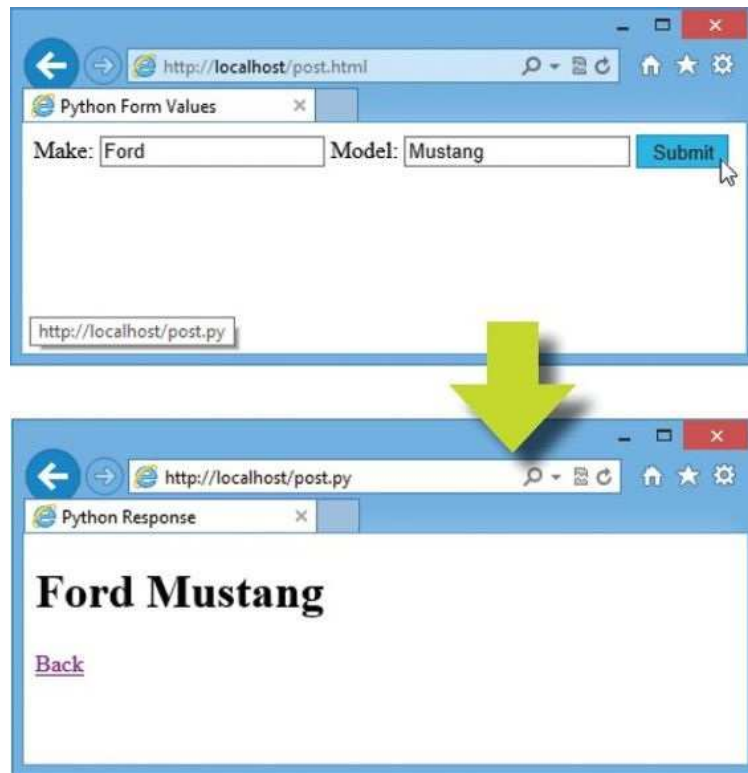 http://localhost/post.html
Python Form Values
Make: Ford Model: Mustang Submit
http://localhost/post.py
http://localhost/post.py
Python Response
Ford Mustang
Back